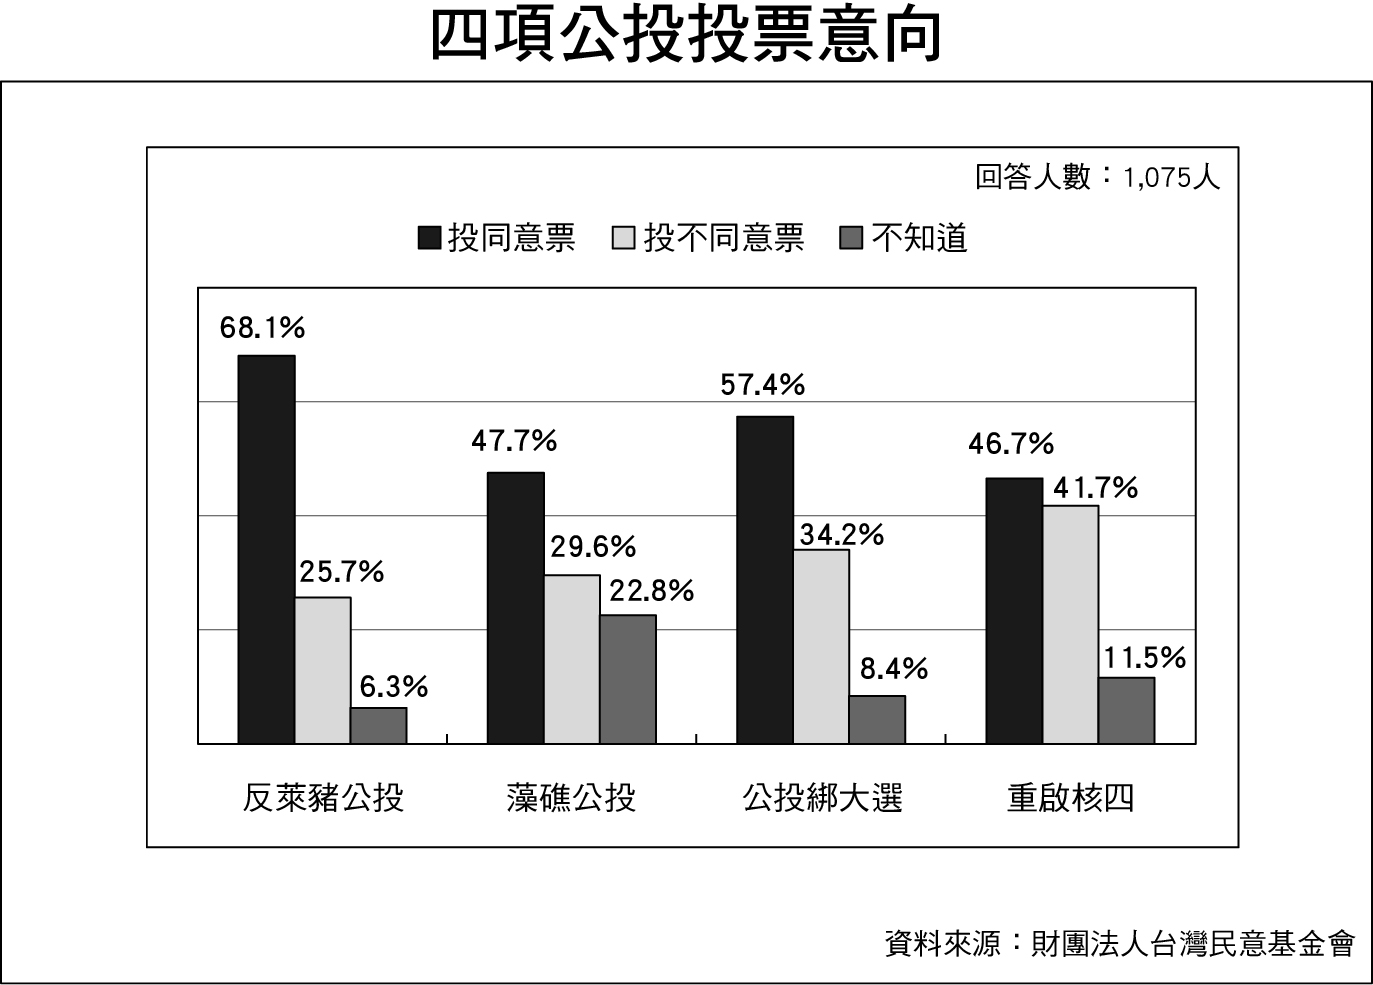 四項公投投票意向
回答人數：1,075人
投同意票 投不同意票 不知道
68.1% 25.7% 6.3%
47.7% 29.6% 22.8%
57.4% 34.2% 8.4%
46.7% 41.7% 11.5%
反萊豬公投 藻礁公投 公投綁大選 重啟核四
資料來源：財團法人台灣民意基金會